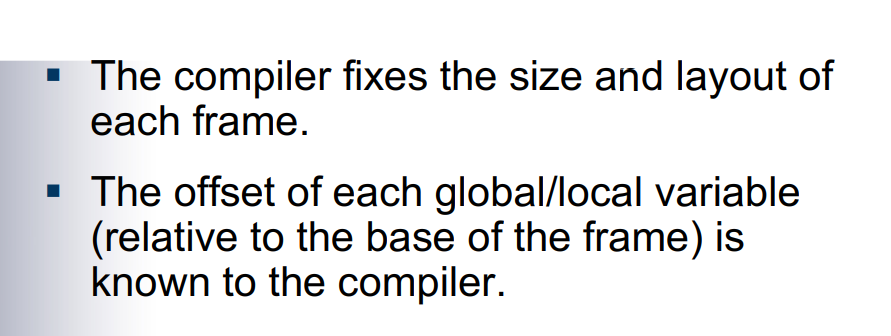 ▪ The compiler fixes the size and layout of
each frame.
▪ The offset of each global/local variable
(relative to the base of the frame) is
known to the compiler.